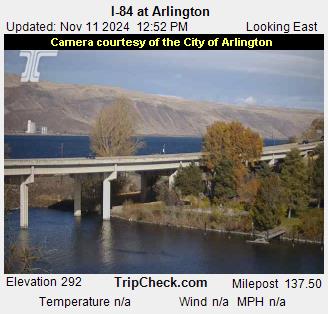 I-84 at Arlington
Updated: Nov 11 2024 12:52 PM Looking East
Camera courtesy of the City of Arlington
Elevation 292 TripCheck.com Milepost 137.50
Temperature n/a Wind n/a MPH n/a